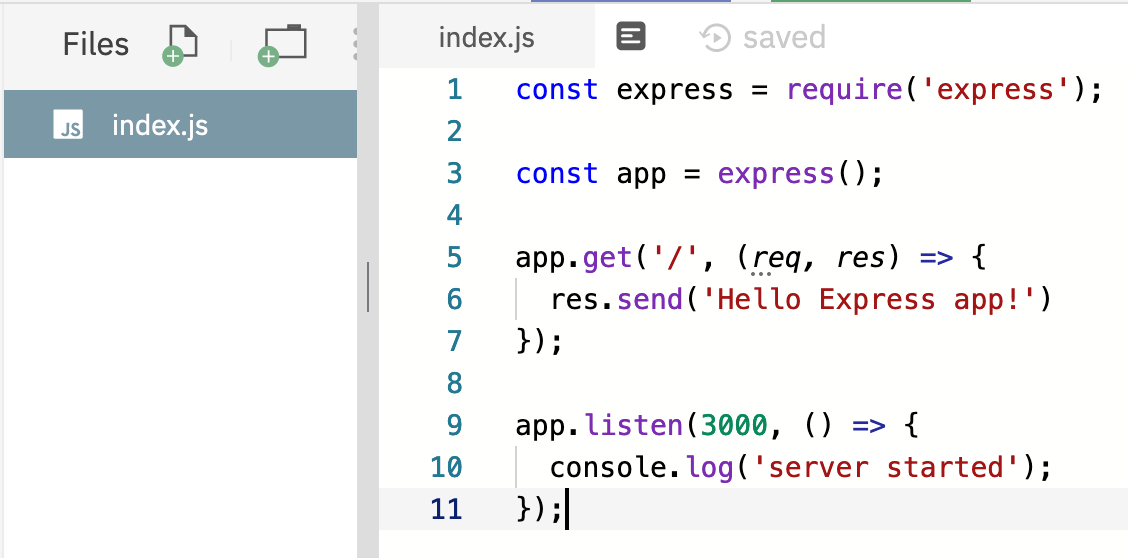 Files
JS index.js
index.js saved
1 const express = require('express');
2
3 const app = express();
4
5 app.get('/', (req, res) => {
6   res.send('Hello Express app!')
7 });
8
9 app.listen(3000, () => {
10   console.log('server started');
11 });